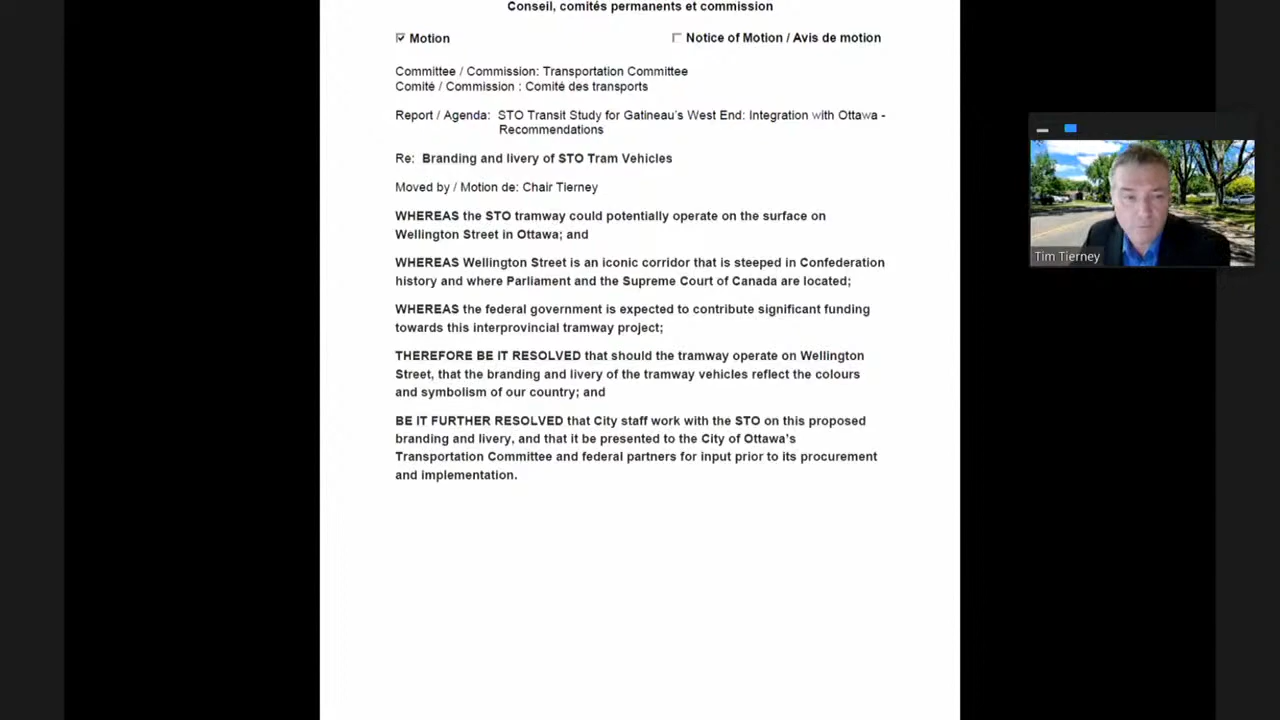 Conseil, comités permanents et commission
Motion
Notice of Motion / Avis de motion
Committee / Commission: Transportation Committee
Comité / Commission : Comité des transports
Report / Agenda: STO Transit Study for Gatineau's West End: Integration with Ottawa -
Recommendations
Re: Branding and livery of STO Tram Vehicles
Moved by / Motion de: Chair Tierney
WHEREAS the STO tramway could potentially operate on the surface on
Wellington Street in Ottawa; and
WHEREAS Wellington Street is an iconic corridor that is steeped in Confederation
history and where Parliament and the Supreme Court of Canada are located;
WHEREAS the federal government is expected to contribute significant funding
towards this interprovincial tramway project;
THEREFORE BE IT RESOLVED that should the tramway operate on Wellington
Street, that the branding and livery of the tramway vehicles reflect the colours
and symbolism of our country; and
BE IT FURTHER RESOLVED that City staff work with the STO on this proposed
branding and livery, and that it be presented to the City of Ottawa's
Transportation Committee and federal partners for input prior to its procurement
and implementation.
Tim Tierney